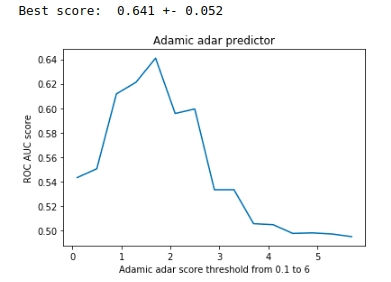 Best score:  0.641 +- 0.052
Adamic adar predictor
ROC AUC score
0.64
0.62
0.60
0.58
0.56
0.54
0.52
0.50
0 1 2 3 4 5
Adamic adar score threshold from 0.1 to 6